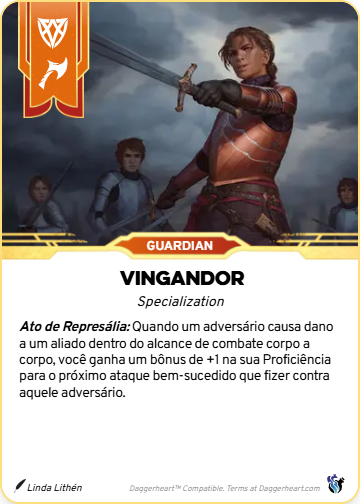 GUARDIAN
VINGANDOR
Specialization
Ato de Represália: Quando um adversário causa dano
a um aliado dentro do alcance de combate corpo a
corpo, você ganha um bônus de +1 na sua Proficiência
para o próximo ataque bem-sucedido que fizer contra
aquele adversário.
Linda Lithén
Daggerheart™ Compatible. Terms at Daggerheart.com